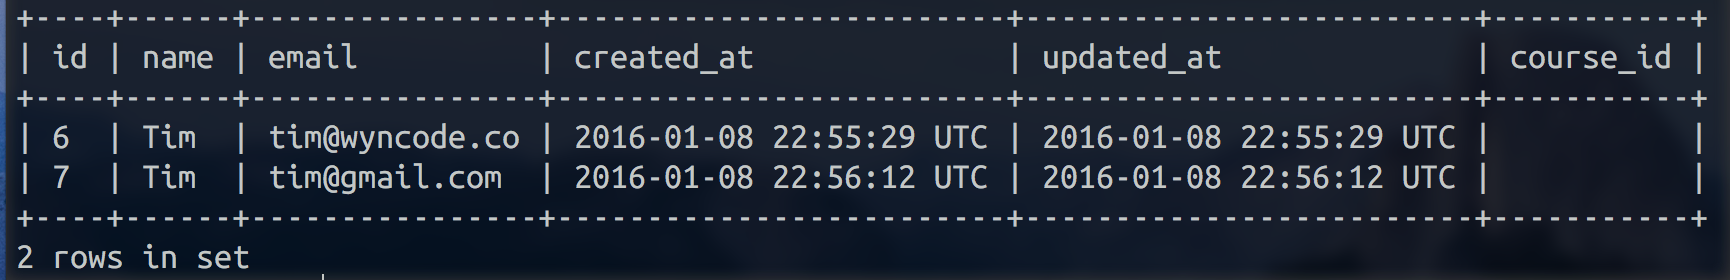 +----+------+----------------+-------------------------+-------------------------+-----------+
| id | name | email          | created_at              | updated_at              | course_id |
+----+------+----------------+-------------------------+-------------------------+-----------+
| 6  | Tim  | tim@wyncode.co | 2016-01-08 22:55:29 UTC | 2016-01-08 22:55:29 UTC |           |
| 7  | Tim  | tim@gmail.com  | 2016-01-08 22:56:12 UTC | 2016-01-08 22:56:12 UTC |           |
+----+------+----------------+-------------------------+-------------------------+-----------+
2 rows in set